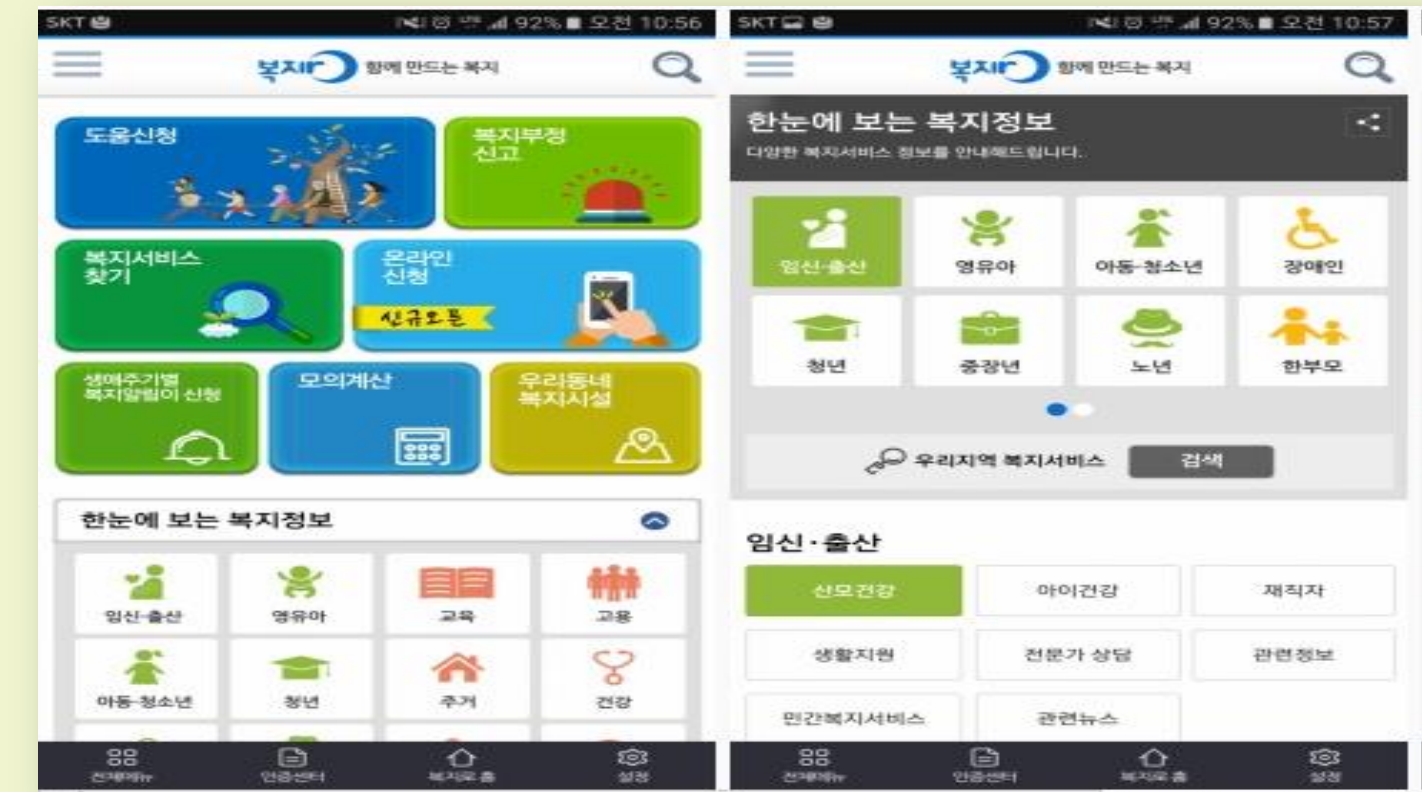 SKT 92% 오전 10:56
복지로 함께 만드는 복지
도움신청
복지부정
신고
복지서비스
찾기
온라인
신청
신규오픈
생애주기별
복지알림이 신청
모의계산
우리동네
복지시설
한눈에 보는 복지정보
임신·출산 영유아 교육 고용
아동·청소년 청년 주거 건강
전체메뉴 인증센터 복지로 홈 설정
SKT 92% 오전 10:57
복지로 함께 만드는 복지
한눈에 보는 복지정보
다양한 복지서비스 정보를 안내해드립니다.
임신·출산 영유아 아동·청소년 장애인
청년 중장년 노년 한부모
우리지역 복지서비스 검색
임신·출산
산모건강 아이건강 재직자
생활지원 전문가 상담 관련정보
민간복지서비스 관련뉴스
전체메뉴 인증센터 복지로 홈 설정